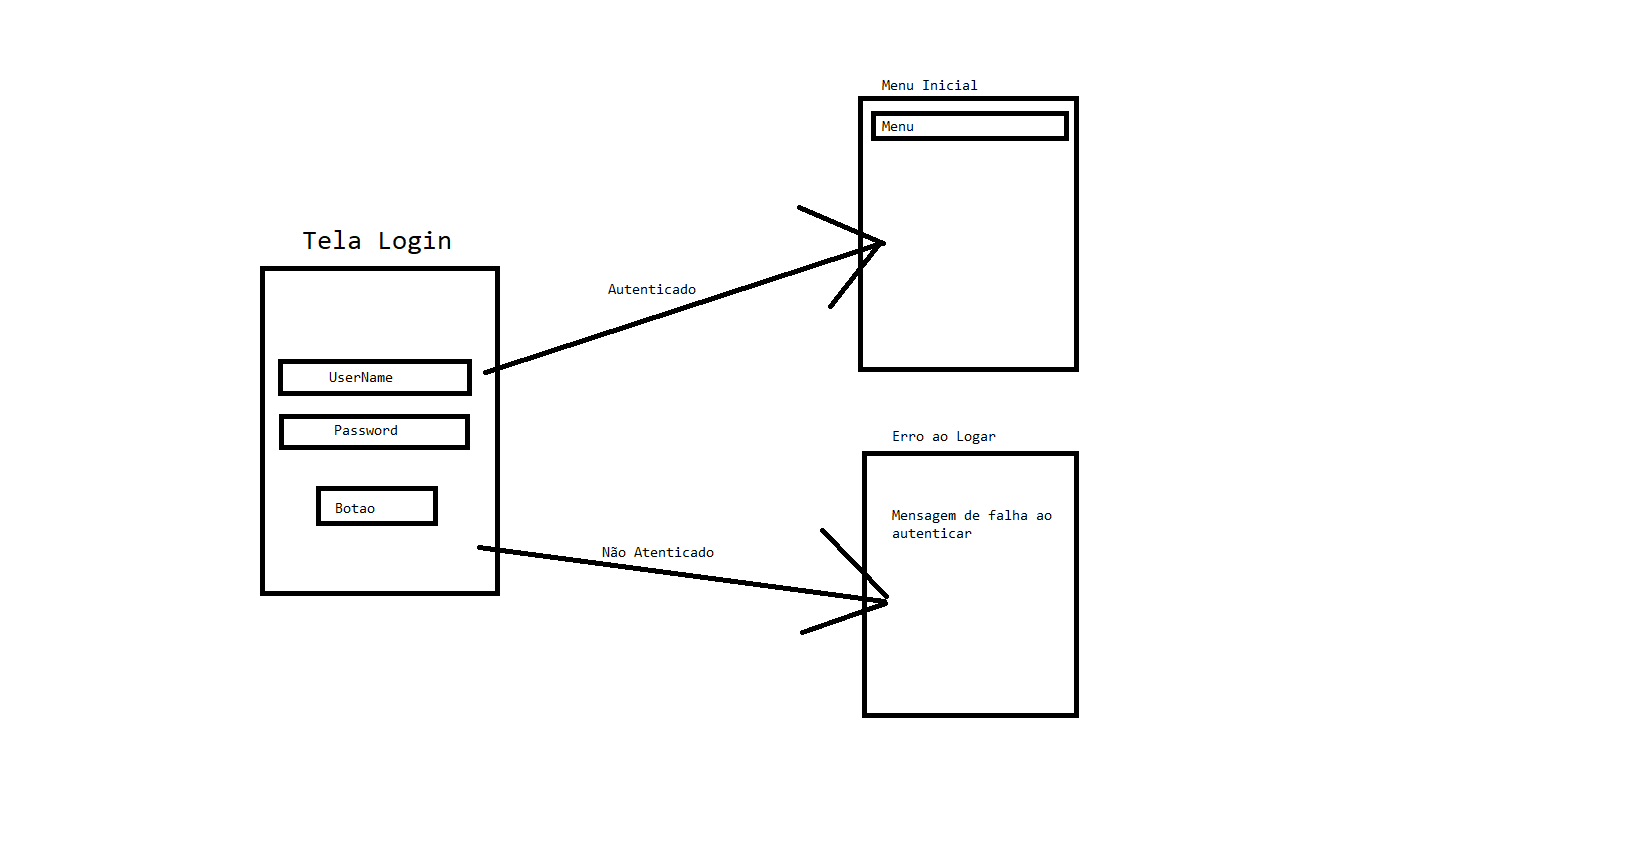 Tela Login
UserName
Password
Botao
Autenticado
Não Atenticado
Menu Inicial
Menu
Erro ao Logar
Mensagem de falha ao
autenticar